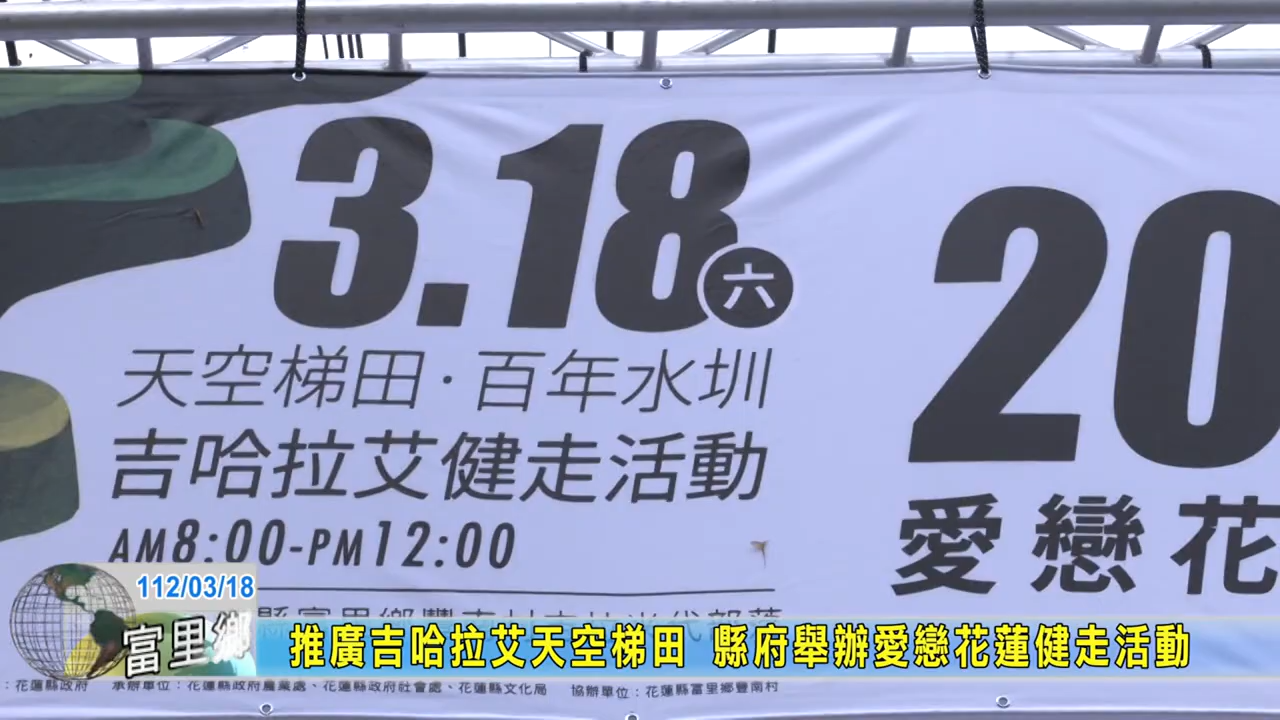 3.18 六
天空梯田·百年水圳
吉哈拉艾健走活動
AM8:00-PM12:00
20
愛戀花
112/03/18
富里鄉
推廣吉哈拉艾天空梯田 縣府舉辦愛戀花蓮健走活動
：花蓮縣政府 承辦單位：花蓮縣政府農業處、花蓮縣政府社會處、花蓮縣文化局 協辦單位：花蓮縣富里鄉豐南村